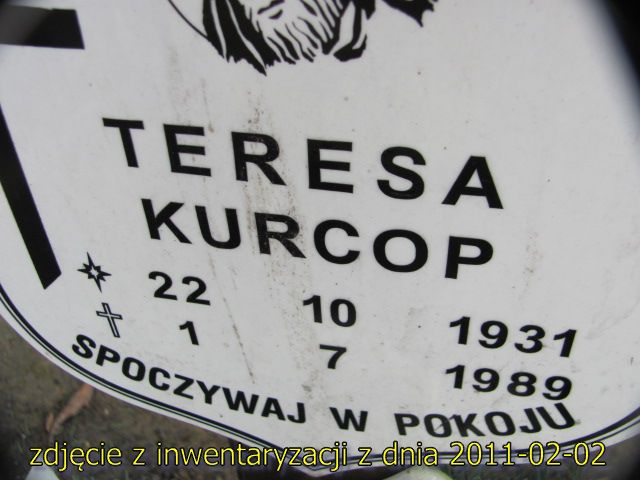 TERESA
KURCOP
22 10 1931
1 7 1989
SPOCZYWAJ W POKOJU
zdjęcie z inwentaryzacji z dnia 2011-02-02